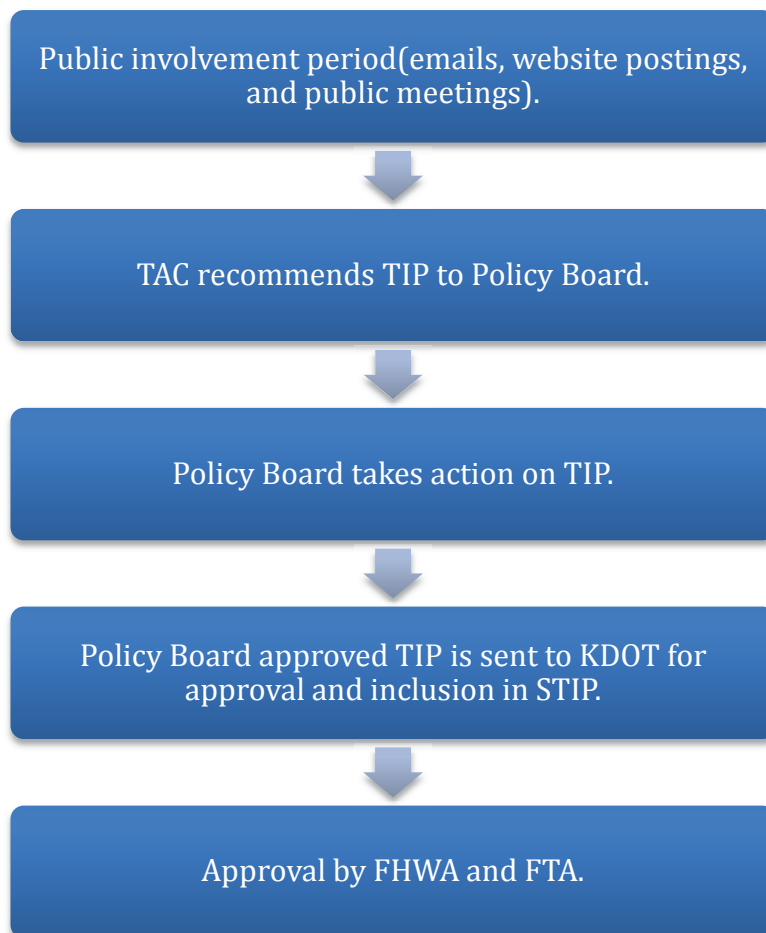 Public involvement period(emails, website postings,
and public meetings).
TAC recommends TIP to Policy Board.
Policy Board takes action on TIP.
Policy Board approved TIP is sent to KDOT for
approval and inclusion in STIP.
Approval by FHWA and FTA.